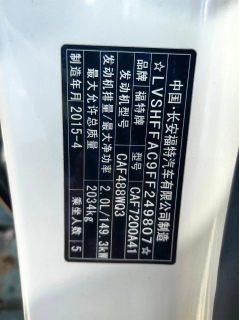 中国·长安福特汽车有限公司制造
☆LVSHFFAC9FF249807☆
品牌 福特牌 型号 CAF7200A41
发动机型号 CAF488WQ3
发动机排量/最大净功率 2.0L/149.3kW
最大允许总质量 2034kg
制造年月 2015-4 乘坐人数 5